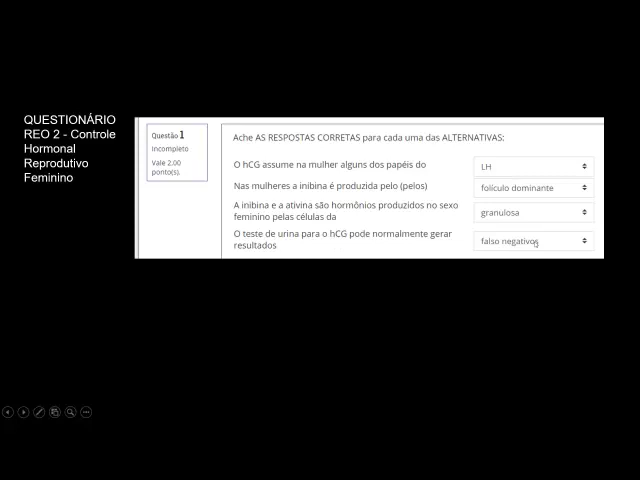 QUESTIONÁRIO
REO 2 - Controle
Hormonal
Reprodutivo
Feminino
Questão 1
Incompleto
Vale 2,00
ponto(s).
Ache AS RESPOSTAS CORRETAS para cada uma das ALTERNATIVAS:
O hCG assume na mulher alguns dos papéis do
LH
Nas mulheres a inibina é produzida pelo (pelos)
folículo dominante
A inibina e a ativina são hormônios produzidos no sexo
feminino pelas células da
granulosa
O teste de urina para o hCG pode normalmente gerar
resultados
falso negativos